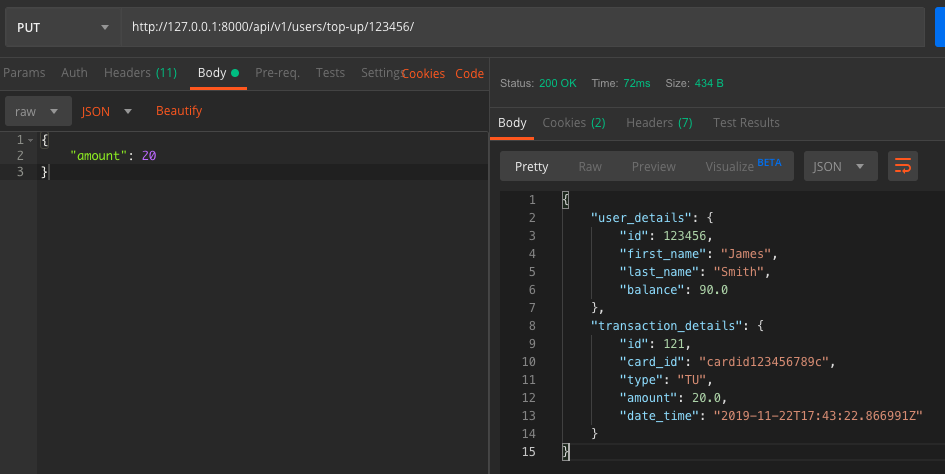 PUT http://127.0.0.1:8000/api/v1/users/top-up/123456/
Params Auth Headers (11) Body Pre-req. Tests Settings Cookies Code
raw JSON Beautify
1 {
2 "amount": 20
3 }
Status: 200 OK Time: 72ms Size: 434 B
Body Cookies (2) Headers (7) Test Results
Pretty Raw Preview Visualize BETA JSON
1 {
2 "user_details": {
3 "id": 123456,
4 "first_name": "James",
5 "last_name": "Smith",
6 "balance": 90.0
7 },
8 "transaction_details": {
9 "id": 121,
10 "card_id": "cardid123456789c",
11 "type": "TU",
12 "amount": 20.0,
13 "date_time": "2019-11-22T17:43:22.866991Z"
14 }
15 }